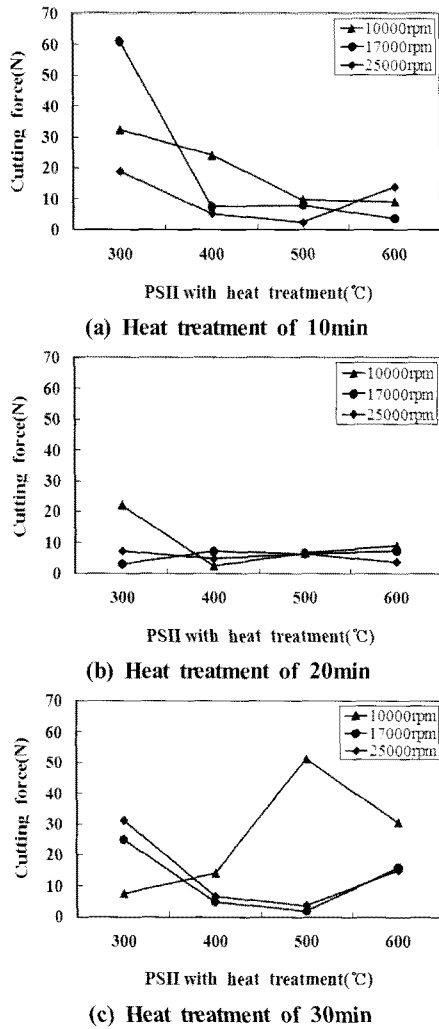 70
60
50
40
30
20
10
0
Cutting force(N)
10000rpm
17000rpm
25000rpm
300 400 500 600
PSII with heat treatment(℃)
(a) Heat treatment of 10min
70
60
50
40
30
20
10
0
Cutting force(N)
10000rpm
17000rpm
25000rpm
300 400 500 600
PSII with heat treatment(℃)
(b) Heat treatment of 20min
70
60
50
40
30
20
10
0
Cutting force(N)
10000rpm
17000rpm
25000rpm
300 400 500 600
PSII with heat treatment(℃)
(c) Heat treatment of 30min